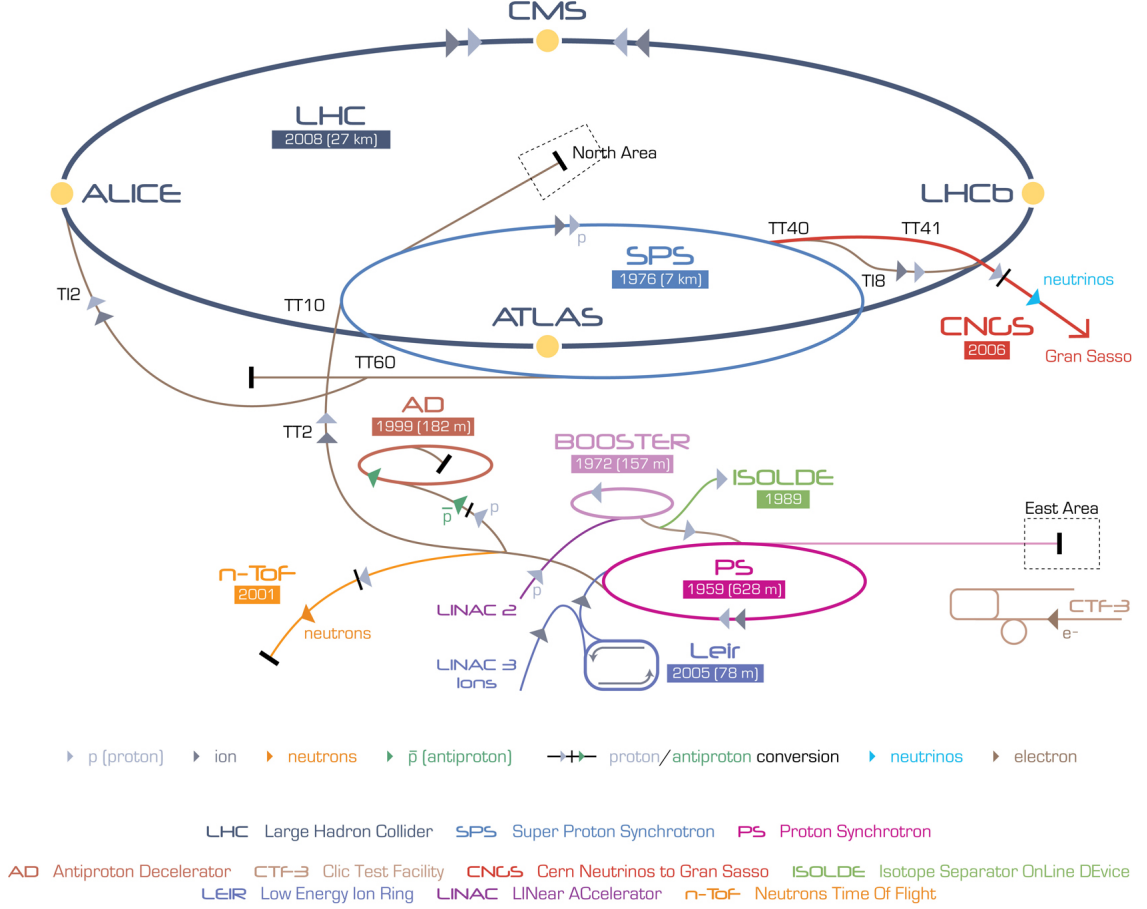 CMS
LHC
2008 (27 km)
North Area
ALICE
LHCb
TT40
TT41
p
SPS
1976 (7 km)
TI8
neutrinos
TI2
TT10
ATLAS
CNGS
2006
Gran Sasso
TT60
AD
1999 (182 m)
TT2
BOOSTER
1972 (157 m)
ISOLDE
1989
p̄
p
East Area
n-ToF
2001
PS
1959 (628 m)
LINAC 2
p
CTF-3
e-
neutrons
LINAC 3
Ions
Leir
2005 (78 m)
p (proton) ion neutrons p̄ (antiproton) proton/antiproton conversion neutrinos electron
LHC Large Hadron Collider SPS Super Proton Synchrotron PS Proton Synchrotron
AD Antiproton Decelerator CTF-3 Clic Test Facility CNGS Cern Neutrinos to Gran Sasso ISOLDE Isotope Separator OnLine DEvice
LEIR Low Energy Ion Ring LINAC LINear ACcelerator n-ToF Neutrons Time Of Flight